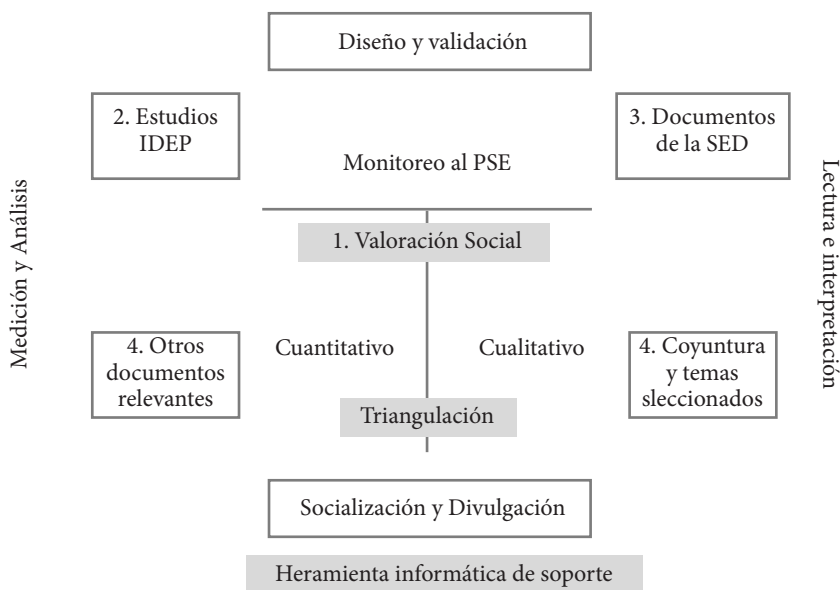 Diseño y validación
2. Estudios
IDEP
3. Documentos
de la SED
Monitoreo al PSE
Medición y Análisis
Lectura e interpretación
1. Valoración Social
4. Otros
documentos
relevantes
Cuantitativo
Cualitativo
4. Coyuntura
y temas
sleccionados
Triangulación
Socialización y Divulgación
Heramienta informática de soporte